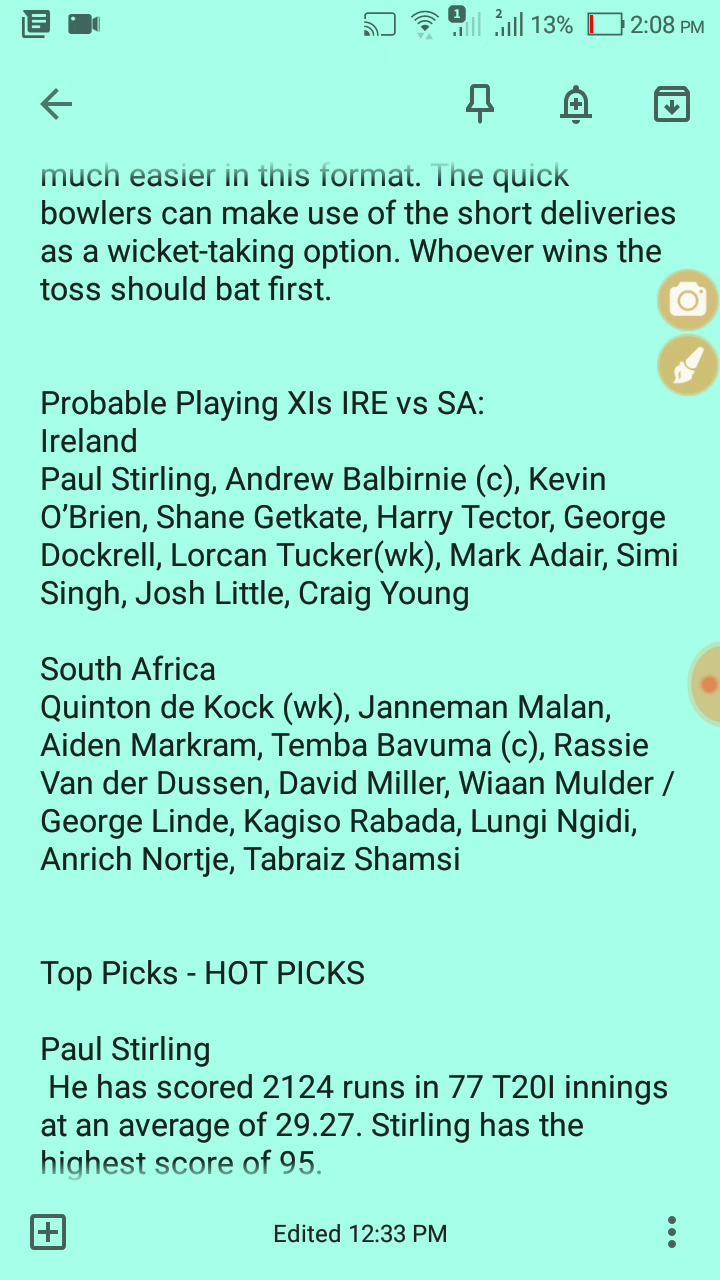 1
2
13%
2:08 PM
much easier in this format. The quick
bowlers can make use of the short deliveries
as a wicket-taking option. Whoever wins the
toss should bat first.
Probable Playing XIs IRE vs SA:
Ireland
Paul Stirling, Andrew Balbirnie (c), Kevin
O’Brien, Shane Getkate, Harry Tector, George
Dockrell, Lorcan Tucker(wk), Mark Adair, Simi
Singh, Josh Little, Craig Young
South Africa
Quinton de Kock (wk), Janneman Malan,
Aiden Markram, Temba Bavuma (c), Rassie
Van der Dussen, David Miller, Wiaan Mulder /
George Linde, Kagiso Rabada, Lungi Ngidi,
Anrich Nortje, Tabraiz Shamsi
Top Picks - HOT PICKS
Paul Stirling
He has scored 2124 runs in 77 T20I innings
at an average of 29.27. Stirling has the
highest score of 95.
Edited 12:33 PM